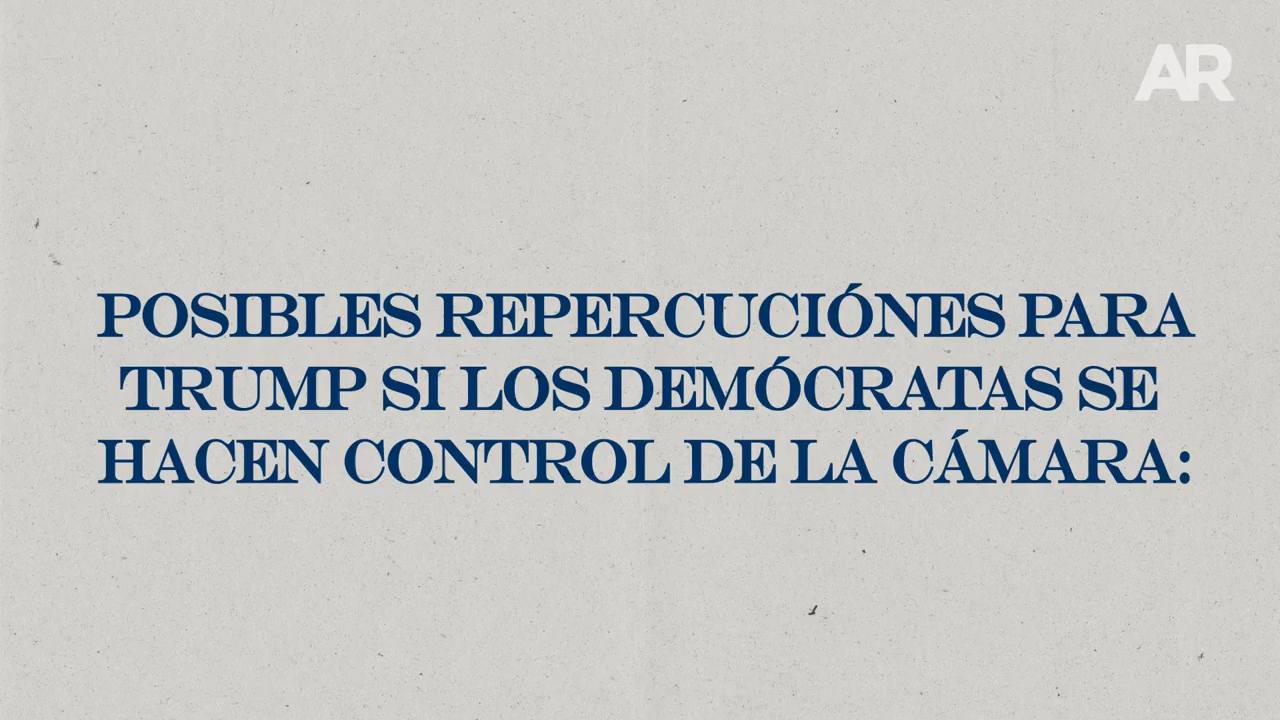 AR
POSIBLES REPERCUCIÓNES PARA
TRUMP SI LOS DEMÓCRATAS SE
HACEN CONTROL DE LA CÁMARA: